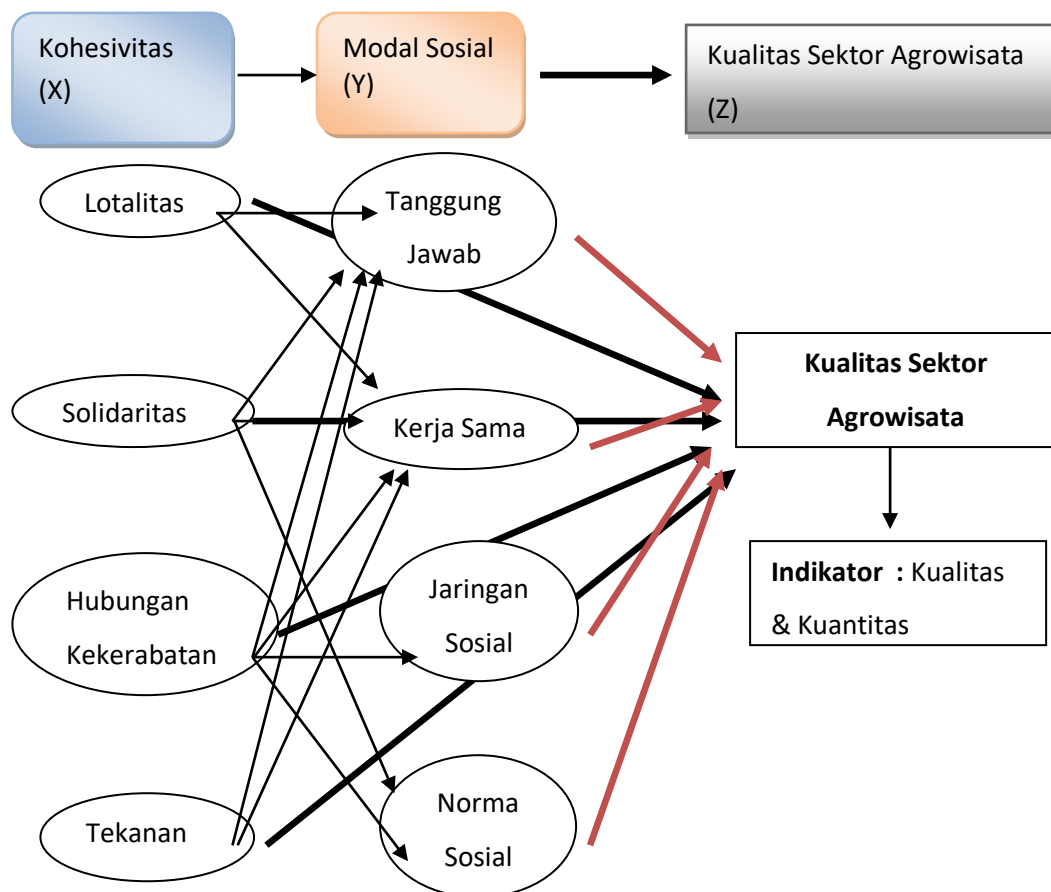 Kohesivitas
(X)
Modal Sosial
(Y)
Kualitas Sektor Agrowisata
(Z)
Lotalitas
Tanggung
Jawab
Solidaritas
Kerja Sama
Kualitas Sektor
Agrowisata
Hubungan
Kekerabatan
Jaringan
Sosial
Indikator : Kualitas
& Kuantitas
Tekanan
Norma
Sosial